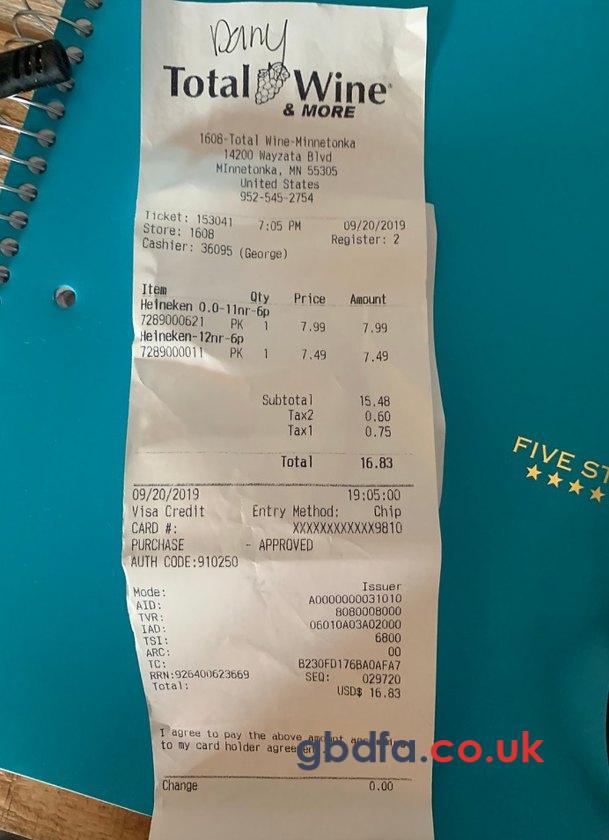 Dany
Total Wine
& MORE
1608-Total Wine-Minnetonka
14200 Wayzata Blvd
MInnetonka, MN 55305
United States
952-545-2754
Ticket: 153041 7:05 PM 09/20/2019
Store: 1608 Register: 2
Cashier: 36095 (George)
Item Qty Price Amount
Heineken 0.0-11nr-6p
7289000621 PK 1 7.99 7.99
Heineken-12nr-6p
7289000011 PK 1 7.49 7.49
Subtotal 15.48
Tax2 0.60
Tax1 0.75
Total 16.83
09/20/2019 19:05:00
Visa Credit Entry Method: Chip
CARD #: XXXXXXXXXXXX9810
PURCHASE - APPROVED
AUTH CODE:910250
Mode: Issuer
AID: A0000000031010
TVR: 8080008000
IAD: 06010A03A02000
TSI: 6800
ARC: 00
TC: B230FD176BA0AFA7
RRN:926400623669 SEQ: 029720
Total: USD$ 16.83
I agree to pay the above amount
to my card holder agreement.
gbdfa.co.uk
Change 0.00
FIVE ST